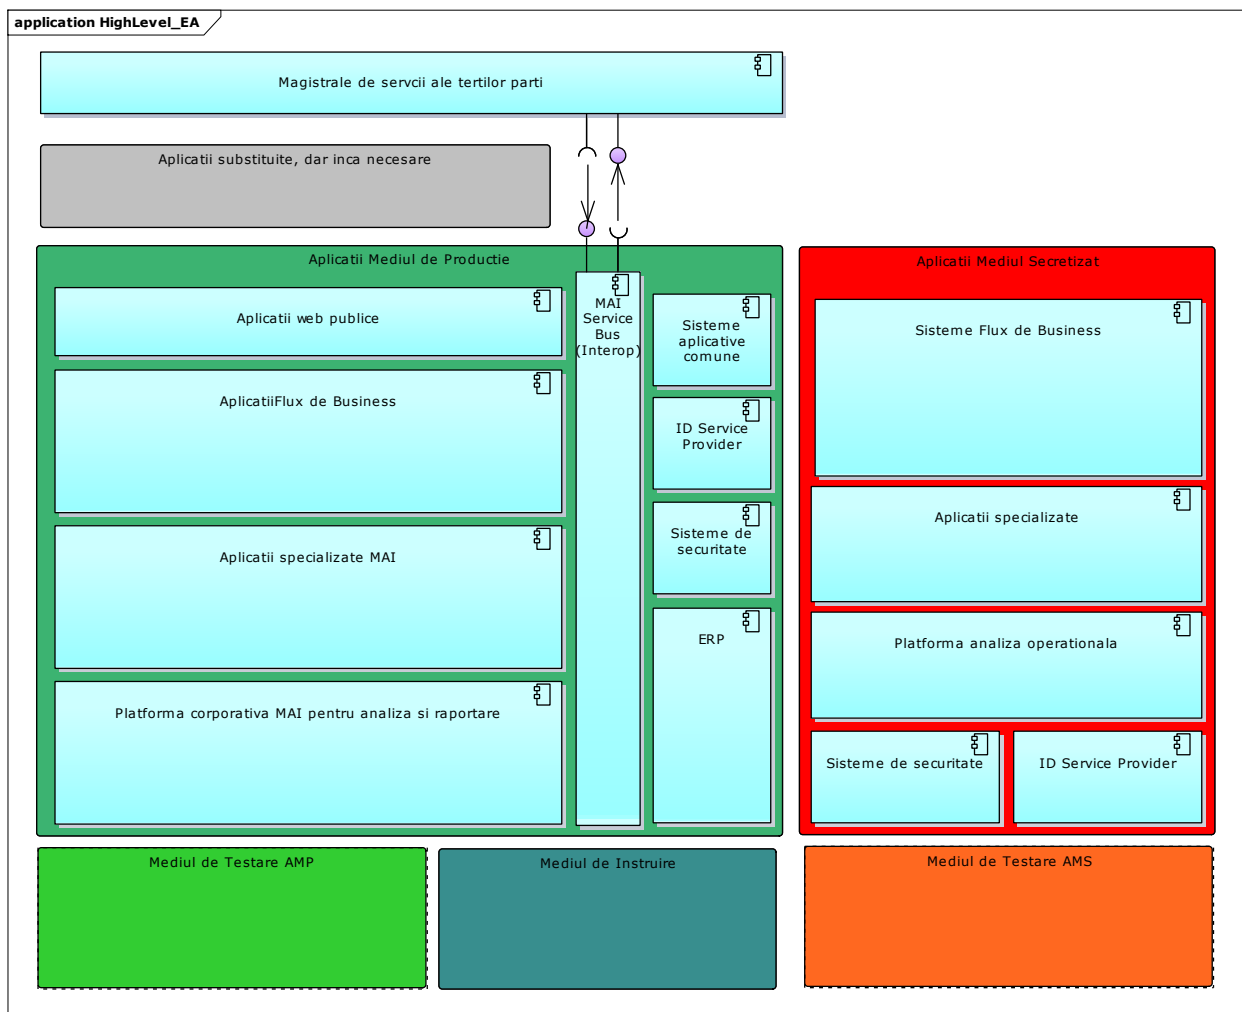 application HighLevel_EA
Magistrale de servcii ale tertilor parti
Aplicatii substituite, dar inca necesare
Aplicatii Mediul de Productie
Aplicatii web publice
AplicatiiFlux de Business
Aplicatii specializate MAI
Platforma corporativa MAI pentru analiza si raportare
MAI
Service
Bus
(Interop)
Sisteme
aplicative
comune
ID Service
Provider
Sisteme de
securitate
ERP
Aplicatii Mediul Secretizat
Sisteme Flux de Business
Aplicatii specializate
Platforma analiza operationala
Sisteme de securitate
ID Service Provider
Mediul de Testare AMP
Mediul de Instruire
Mediul de Testare AMS